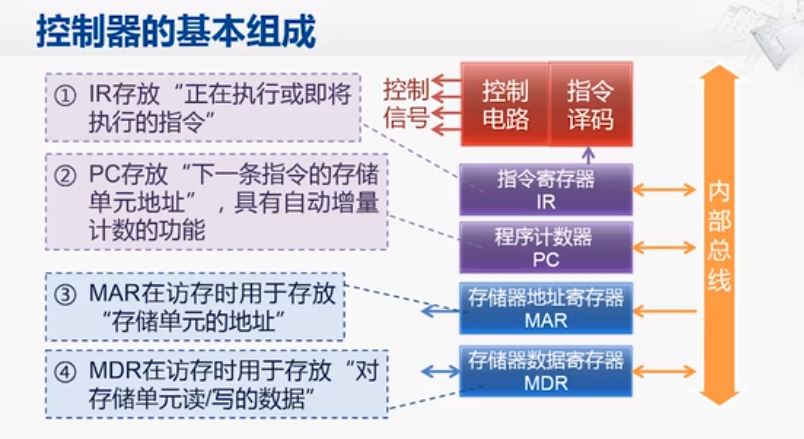 控制器的基本组成
① IR存放“正在执行或即将
执行的指令”
② PC存放“下一条指令的存储
单元地址”，具有自动增量
计数的功能
③ MAR在访存时用于存放
“存储单元的地址”
④ MDR在访存时用于存放“对
存储单元读/写的数据”
控制
信号
控制
电路
指令
译码
指令寄存器
IR
程序计数器
PC
存储器地址寄存器
MAR
存储器数据寄存器
MDR
内
部
总
线